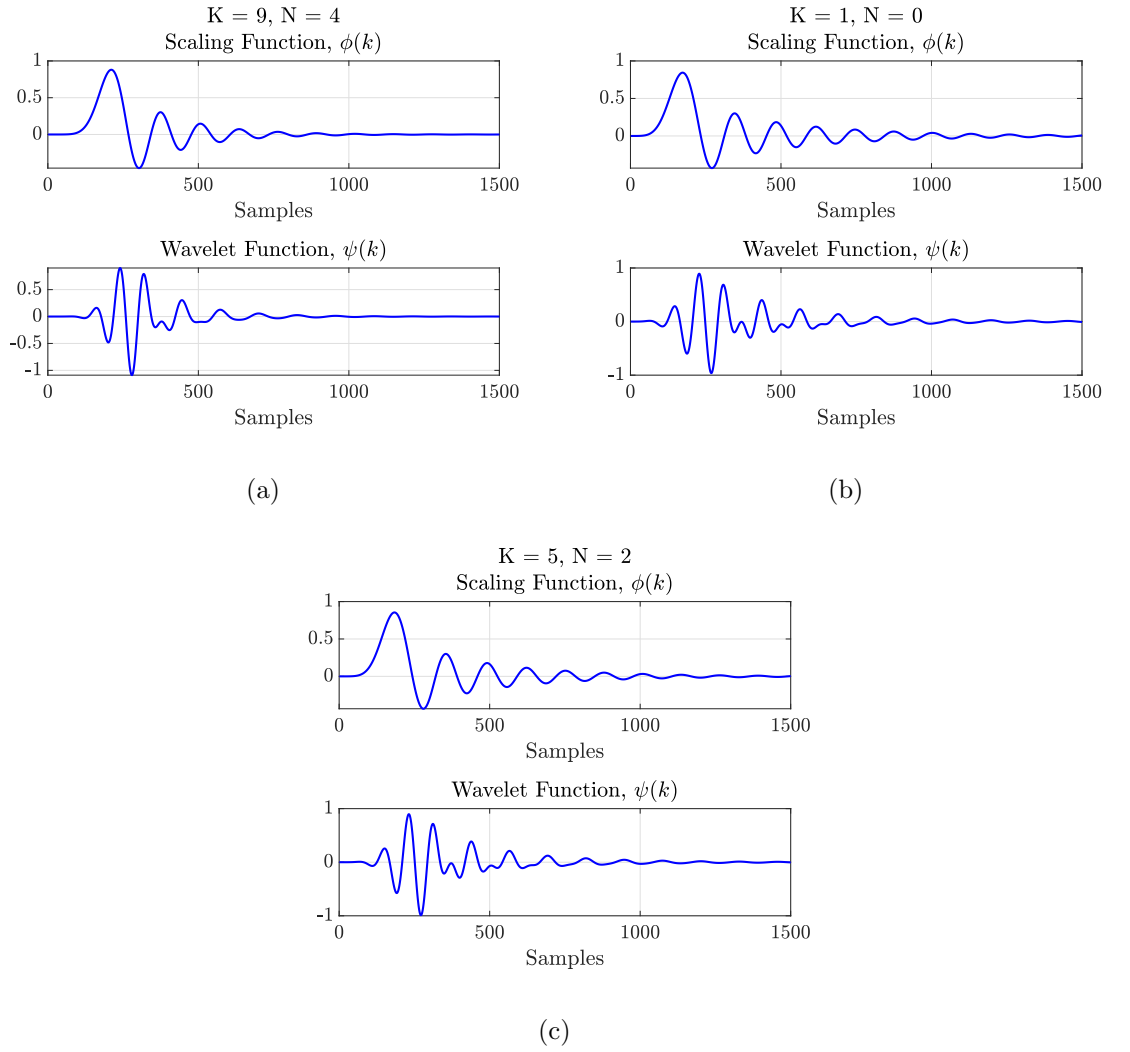 K = 9, N = 4
Scaling Function, ϕ(k)
1
0.5
0
0 500 1000 1500
Samples
Wavelet Function, ψ(k)
0.5
0
-0.5
-1
0 500 1000 1500
Samples
(a)
K = 1, N = 0
Scaling Function, ϕ(k)
1
0.5
0
0 500 1000 1500
Samples
Wavelet Function, ψ(k)
1
0
-1
0 500 1000 1500
Samples
(b)
K = 5, N = 2
Scaling Function, ϕ(k)
1
0.5
0
0 500 1000 1500
Samples
Wavelet Function, ψ(k)
1
0
-1
0 500 1000 1500
Samples
(c)